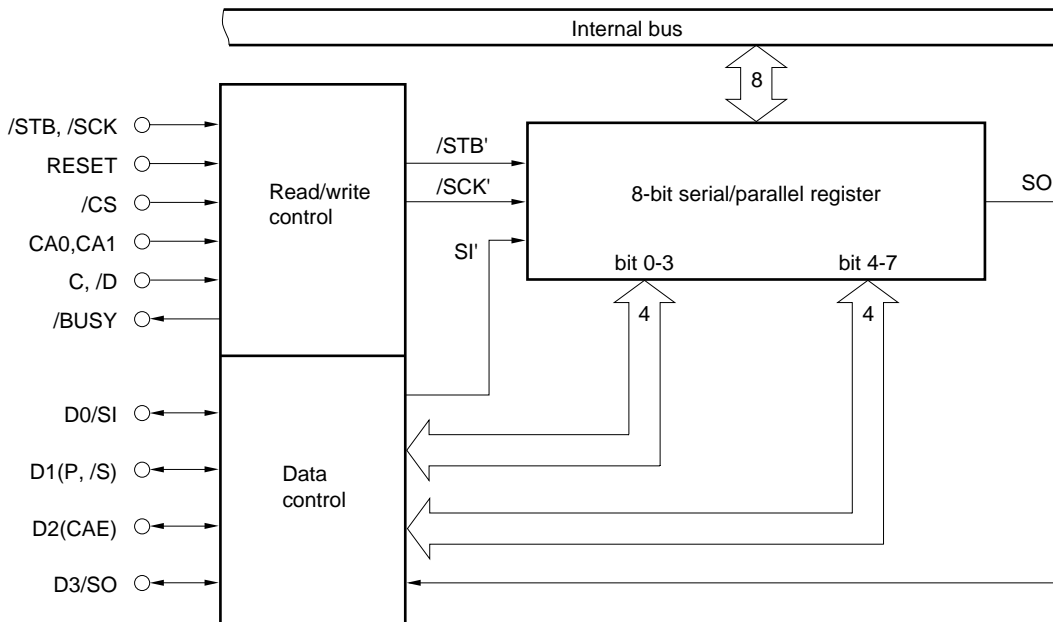 Internal bus
8
/STB, /SCK
RESET
/CS
CA0,CA1
C, /D
/BUSY
Read/write
control
/STB'
/SCK'
SI'
8-bit serial/parallel register
bit 0-3
bit 4-7
SO
4
4
D0/SI
D1(P, /S)
D2(CAE)
D3/SO
Data
control